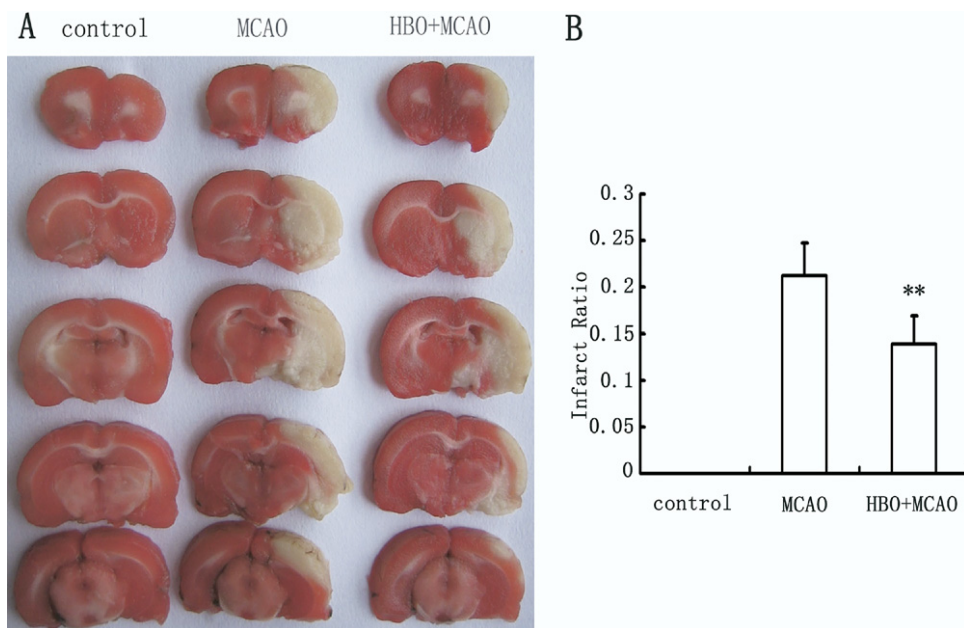 A control MCAO HBO+MCAO
B
0.3
0.25
0.2
0.15
0.1
0.05
0
Infarct Ratio
**
control MCAO HBO+MCAO